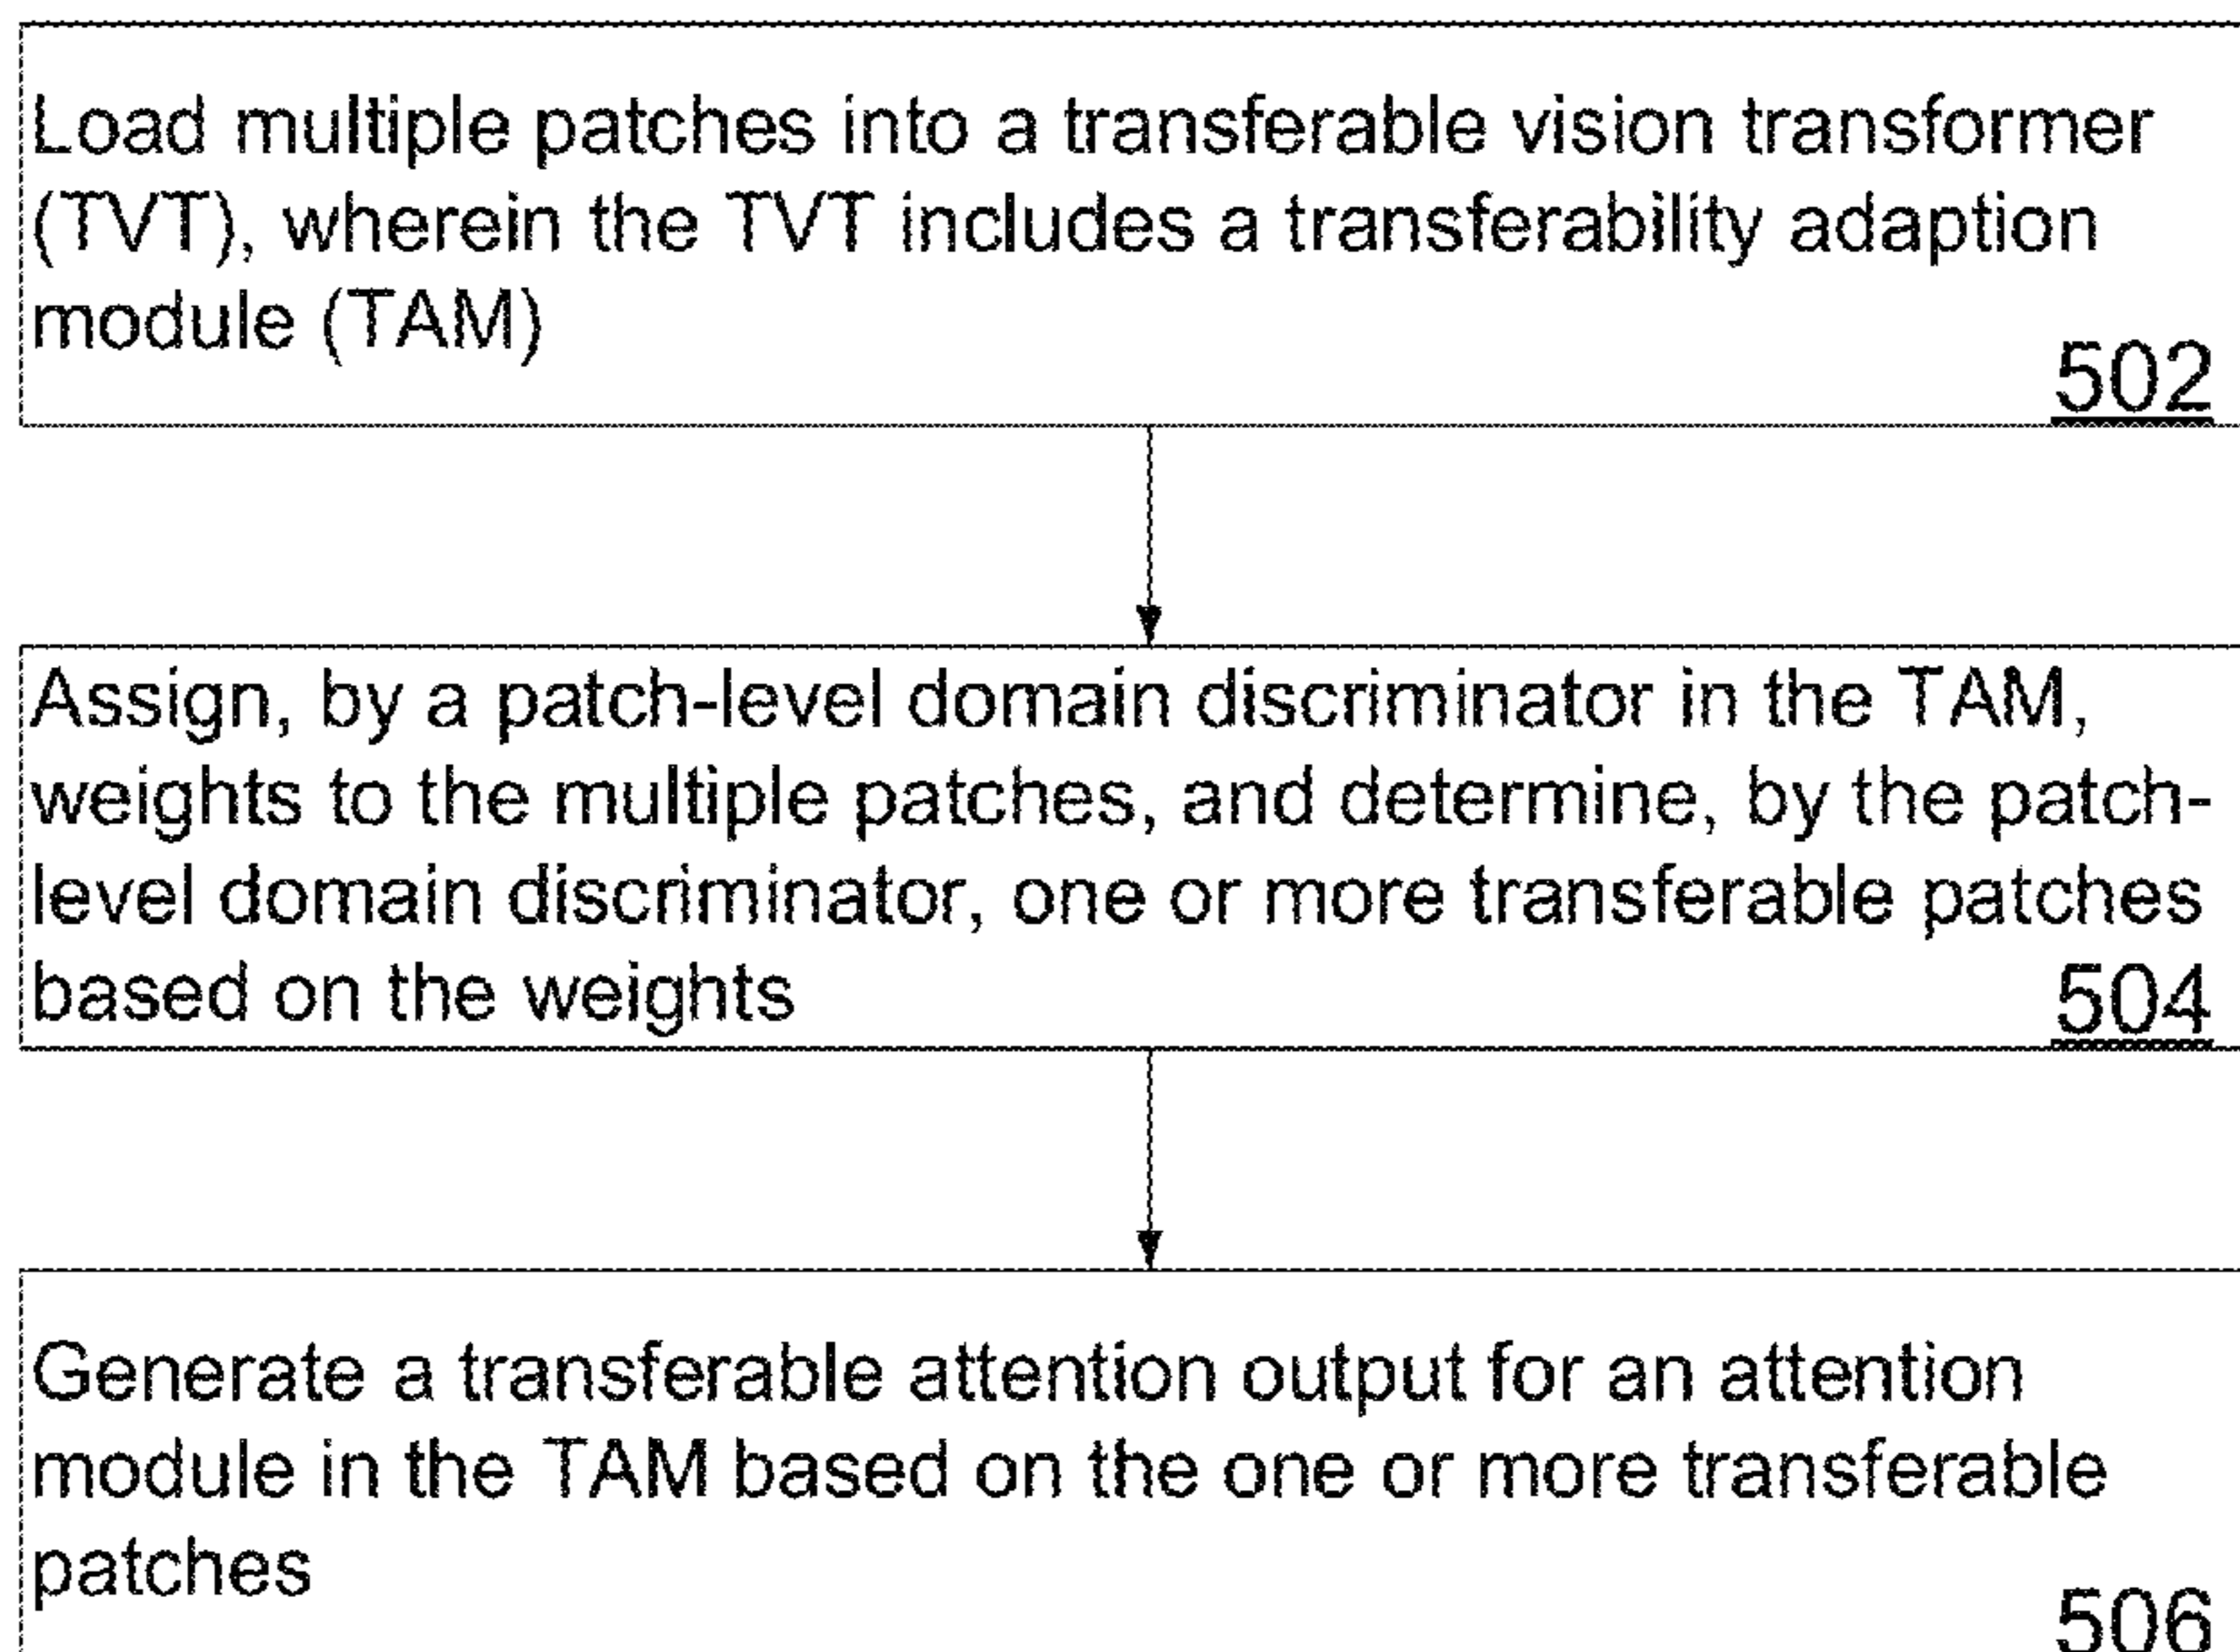 Load multiple patches into a transferable vision transformer
(TVT), wherein the TVT includes a transferability adaption
module (TAM)
502
Assign, by a patch-level domain discriminator in the TAM,
weights to the multiple patches, and determine, by the patch-
level domain discriminator, one or more transferable patches
based on the weights
504
Generate a transferable attention output for an attention
module in the TAM based on the one or more transferable
patches
506